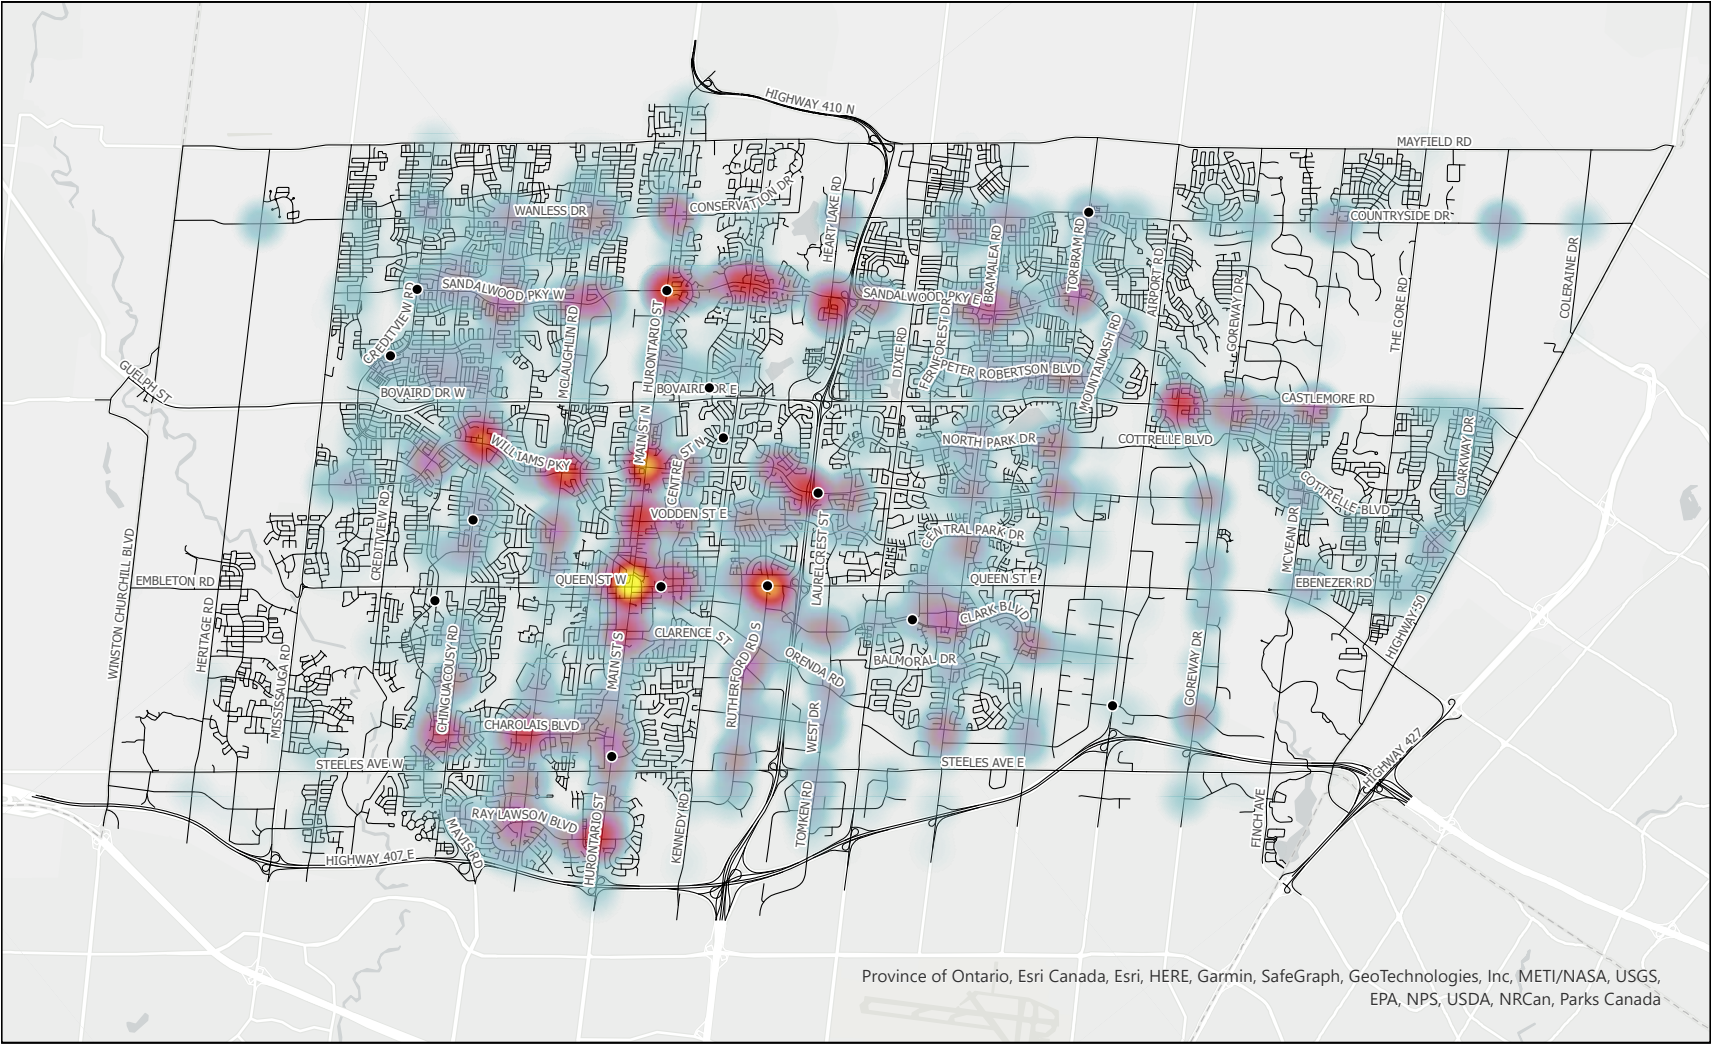 HIGHWAY 410 N
MAYFIELD RD
CONSERVATION DR
WANLESS DR
HEART LAKE RD
COUNTRYSIDE DR
TORBRAM RD
BRAMALEA RD
AIRPORT RD
COLERAINE DR
SANDALWOOD PKY W
SANDALWOOD PKY E
GOREWAY DR
THE GORE RD
CREDITVIEW RD
MCLAUGHLIN RD
HURONTARIO ST
DIXIE RD
FERNFOREST DR
MOUNTAINASH RD
PETER ROBERTSON BLVD
GUELPH ST
BOVAIRD DR W
BOVAIRD DR E
CASTLEMORE RD
WILLIAMS PKY
MAIN ST N
CENTRE ST N
NORTH PARK DR
COTTRELLE BLVD
CLARKWAY DR
COTTRELLE BLVD
CREDITVIEW RD
VODDEN ST E
LAURELCREST ST
CENTRAL PARK DR
MCVEAN DR
WINSTON CHURCHILL BLVD
EMBLETON RD
QUEEN ST W
QUEEN ST E
EBENEZER RD
HERITAGE RD
CLARK BLVD
HIGHWAY 50
MISSISSAUGA RD
CHINGUACOUSY RD
MAIN ST S
CLARENCE ST
RUTHERFORD RD S
ORENDA RD
BALMORAL DR
GOREWAY DR
CHAROLAIS BLVD
WEST DR
STEELES AVE W
STEELES AVE E
HIGHWAY 427
RAY LAWSON BLVD
MAVIS RD
HURONTARIO ST
KENNEDY RD
TOMKEN RD
FINCH AVE
HIGHWAY 407 E
Province of Ontario, Esri Canada, Esri, HERE, Garmin, SafeGraph, GeoTechnologies, Inc, METI/NASA, USGS,
EPA, NPS, USDA, NRCan, Parks Canada